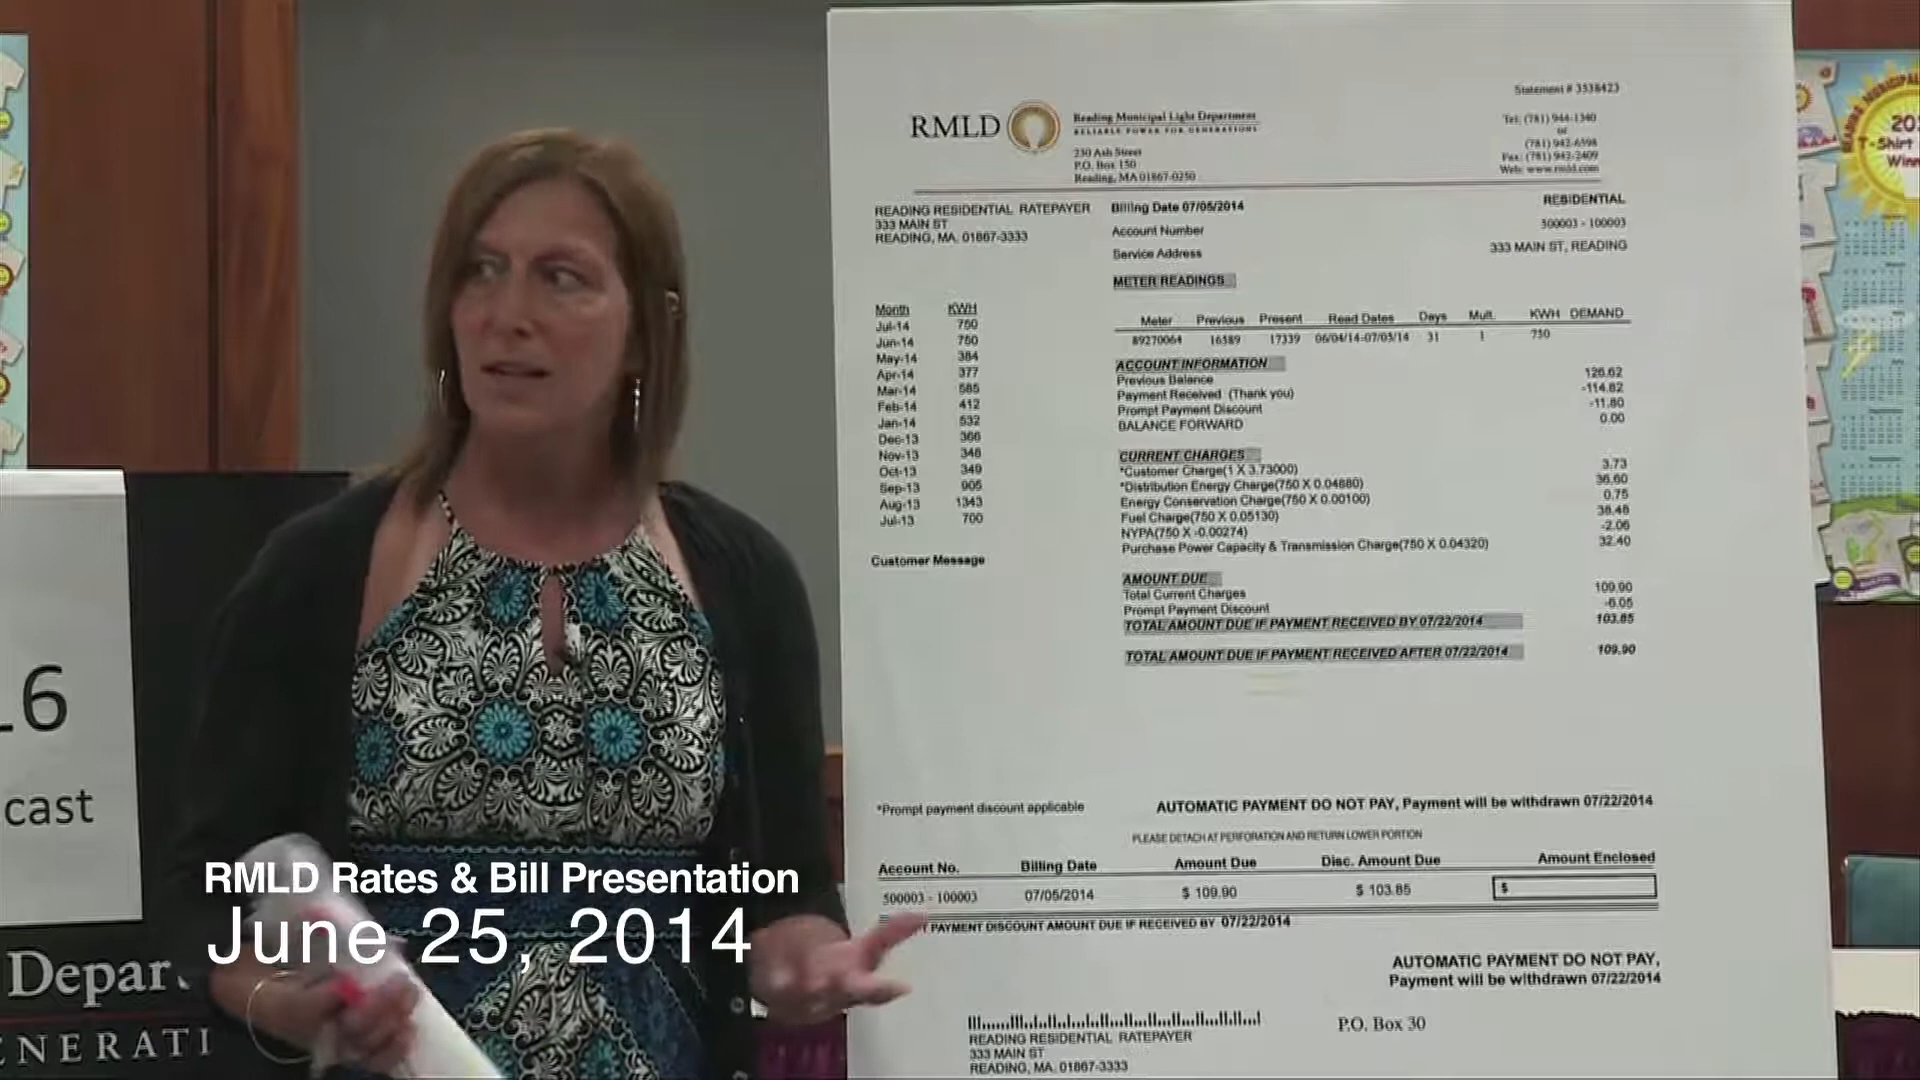 Statement # 3538423
RMLD
Reading Municipal Light Department
RELIABLE POWER FOR GENERATIONS
230 Ash Street
P.O. Box 150
Reading, MA 01867-0250
Tel: (781) 944-1340
or
(781) 942-6598
Fax: (781) 942-2409
Web: www.rmld.com
READING RESIDENTIAL RATEPAYER
333 MAIN ST
READING, MA. 01867-3333
Billing Date 07/05/2014
RESIDENTIAL
Account Number 500003 - 100003
Service Address 333 MAIN ST, READING
METER READINGS
Meter Previous Present Read Dates Days Mult. KWH DEMAND
89270064 16589 17339 06/04/14-07/05/14 31 1 750
Month KWH
Jul-14 750
Jun-14 750
May-14 384
Apr-14 377
Mar-14 585
Feb-14 412
Jan-14 532
Dec-13 366
Nov-13 348
Oct-13 349
Sep-13 905
Aug-13 1343
Jul-13 700
Customer Message
ACCOUNT INFORMATION
Previous Balance 126.62
Payment Received (Thank you) -114.82
Prompt Payment Discount -11.80
BALANCE FORWARD 0.00
CURRENT CHARGES
*Customer Charge(1 X 3.73000) 3.73
*Distribution Energy Charge(750 X 0.04880) 36.60
Energy Conservation Charge(750 X 0.00100) 0.75
Fuel Charge(750 X 0.05130) 38.48
NYPA(750 X -0.00274) -2.06
Purchase Power Capacity & Transmission Charge(750 X 0.04320) 32.40
AMOUNT DUE
Total Current Charges 109.90
Prompt Payment Discount -6.05
TOTAL AMOUNT DUE IF PAYMENT RECEIVED BY 07/22/2014 103.85
TOTAL AMOUNT DUE IF PAYMENT RECEIVED AFTER 07/22/2014 109.90
*Prompt payment discount applicable
AUTOMATIC PAYMENT DO NOT PAY, Payment will be withdrawn 07/22/2014
PLEASE DETACH AT PERFORATION AND RETURN LOWER PORTION
Account No. Billing Date Amount Due Disc. Amount Due Amount Enclosed
500003 - 100003 07/05/2014 $ 109.90 $ 103.85 $
PAYMENT DISCOUNT AMOUNT DUE IF RECEIVED BY 07/22/2014
AUTOMATIC PAYMENT DO NOT PAY,
Payment will be withdrawn 07/22/2014
P.O. Box 30
READING RESIDENTIAL RATEPAYER
333 MAIN ST
READING, MA. 01867-3333
16
cast
Depar
ENERATI
RMLD Rates & Bill Presentation
June 25, 2014
T-Shirt
Winn